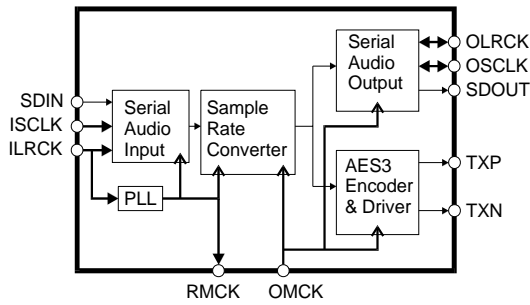 Serial
Audio
Output
OLRCK
OSCLK
SDOUT
SDIN
ISCLK
ILRCK
Serial
Audio
Input
Sample
Rate
Converter
AES3
Encoder
& Driver
TXP
TXN
PLL
RMCK
OMCK